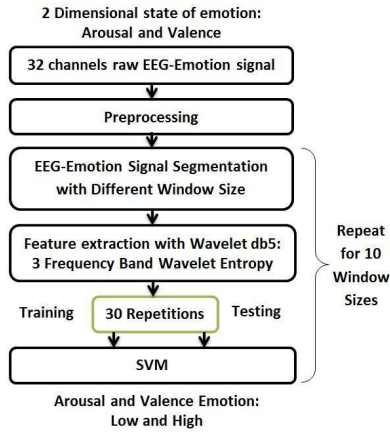 2 Dimensional state of emotion:
Arousal and Valence
32 channels raw EEG-Emotion signal
Preprocessing
EEG-Emotion Signal Segmentation
with Different Window Size
Feature extraction with Wavelet db5:
3 Frequency Band Wavelet Entropy
Repeat
for 10
Window
Sizes
Training
30 Repetitions
Testing
SVM
Arousal and Valence Emotion:
Low and High